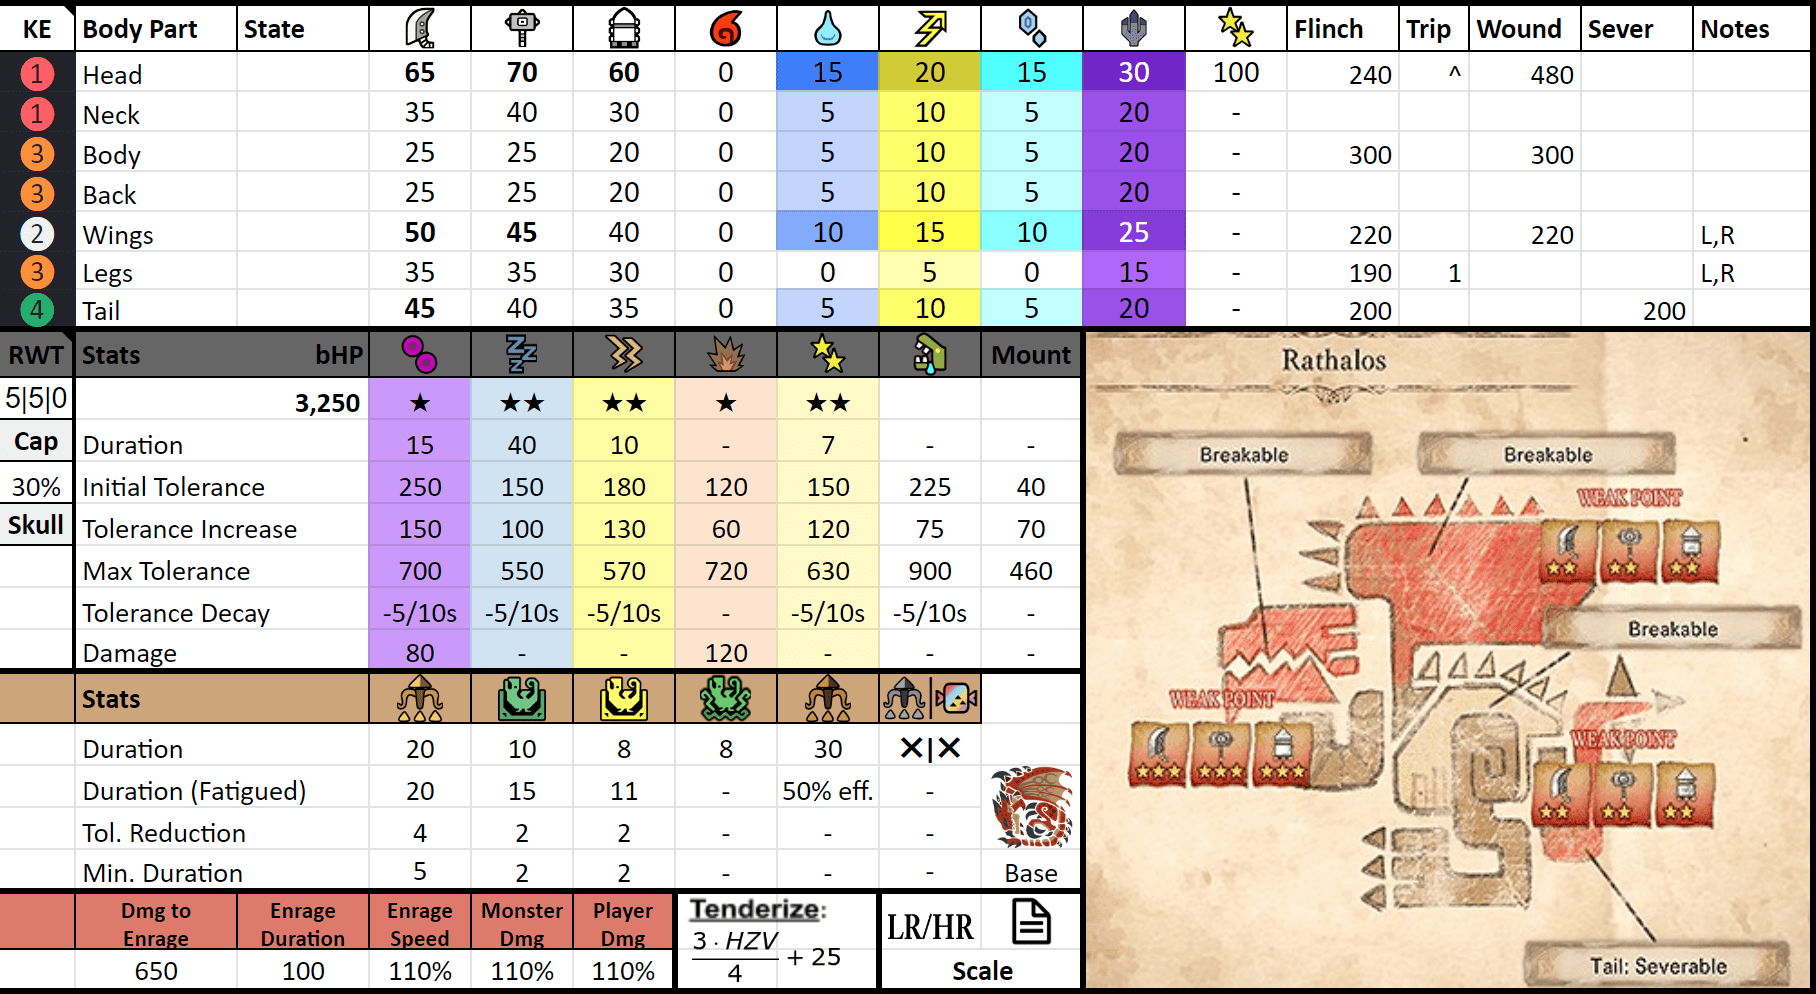 KE Body Part State Flinch Trip Wound Sever Notes
1 Head 65 70 60 0 15 20 15 30 100 240 ^ 480
1 Neck 35 40 30 0 5 10 5 20 -
3 Body 25 25 20 0 5 10 5 20 - 300 300
3 Back 25 25 20 0 5 10 5 20 -
2 Wings 50 45 40 0 10 15 10 25 - 220 220 L,R
3 Legs 35 35 30 0 0 5 0 15 - 190 1 L,R
4 Tail 45 40 35 0 5 10 5 20 - 200 200
RWT Stats bHP Mount
5|5|0 3,250 ★ ★★ ★★ ★ ★★
Cap Duration 15 40 10 - 7 - -
30% Initial Tolerance 250 150 180 120 150 225 40
Skull Tolerance Increase 150 100 130 60 120 75 70
Max Tolerance 700 550 570 720 630 900 460
Tolerance Decay -5/10s -5/10s -5/10s - -5/10s -5/10s -
Damage 80 - - 120 - - -
Stats
Duration 20 10 8 8 30 ✕|✕
Duration (Fatigued) 20 15 11 - 50% eff. -
Tol. Reduction 4 2 2 - - -
Min. Duration 5 2 2 - - - Base
Dmg to Enrage
Enrage Duration
Enrage Speed
Monster Dmg
Player Dmg
650 100 110% 110% 110%
Tenderize:
3 · HZV
4
+ 25
LR/HR
Scale
Rathalos
Breakable
Breakable
WEAK POINT
Breakable
WEAK POINT
WEAK POINT
Tail: Severable